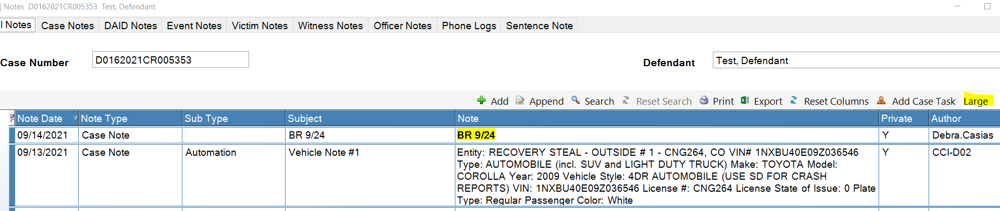 Notes D0162021CR005353 Test, Defendant
l Notes Case Notes DAID Notes Event Notes Victim Notes Witness Notes Officer Notes Phone Logs Sentence Note
Case Number D0162021CR005353 Defendant Test, Defendant
Add Append Search Reset Search Print Export Reset Columns Add Case Task Large
Note Date Note Type Sub Type Subject Note Private Author
09/14/2021 Case Note BR 9/24 BR 9/24 Y Debra.Casias
09/13/2021 Case Note Automation Vehicle Note #1 Entity: RECOVERY STEAL - OUTSIDE # 1 - CNG264, CO VIN# 1NXBU40E09Z036546 Y CCI-D02
Type: AUTOMOBILE (incl. SUV and LIGHT DUTY TRUCK) Make: TOYOTA Model:
COROLLA Year: 2009 Vehicle Style: 4DR AUTOMOBILE (USE SD FOR CRASH
REPORTS) VIN: 1NXBU40E09Z036546 License #: CNG264 License State of Issue: 0 Plate
Type: Regular Passenger Color: White